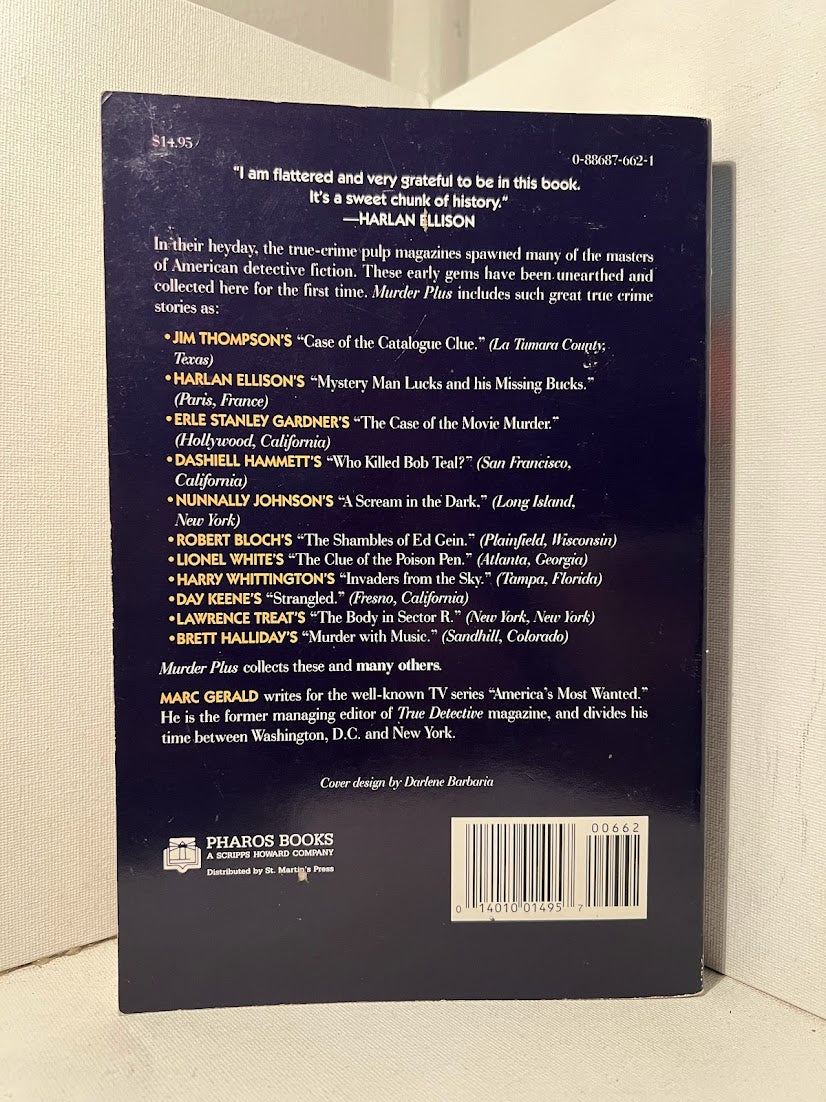 $14.95
0-88687-662-1
"I am flattered and very grateful to be in this book.
It's a sweet chunk of history."
—HARLAN ELLISON
In their heyday, the true-crime pulp magazines spawned many of the masters
of American detective fiction. These early gems have been unearthed and
collected here for the first time. Murder Plus includes such great true crime
stories as:
•JIM THOMPSON'S "Case of the Catalogue Clue." (La Tumara County,
Texas)
•HARLAN ELLISON'S "Mystery Man Lucks and his Missing Bucks."
(Paris, France)
•ERLE STANLEY GARDNER'S "The Case of the Movie Murder."
(Hollywood, California)
•DASHIELL HAMMETT'S "Who Killed Bob Teal?" (San Francisco,
California)
•NUNNALLY JOHNSON'S "A Scream in the Dark." (Long Island,
New York)
•ROBERT BLOCH'S "The Shambles of Ed Gein." (Plainfield, Wisconsin)
•LIONEL WHITE'S "The Clue of the Poison Pen." (Atlanta, Georgia)
•HARRY WHITTINGTON'S "Invaders from the Sky." (Tampa, Florida)
•DAY KEENE'S "Strangled." (Fresno, California)
•LAWRENCE TREAT'S "The Body in Sector R." (New York, New York)
•BRETT HALLIDAY'S "Murder with Music." (Sandhill, Colorado)
Murder Plus collects these and many others.
MARC GERALD writes for the well-known TV series "America's Most Wanted."
He is the former managing editor of True Detective magazine, and divides his
time between Washington, D.C. and New York.
Cover design by Darlene Barbaria
PHAROS BOOKS
A SCRIPPS HOWARD COMPANY
Distributed by St. Martin's Press
00662
0 14010 01495 7